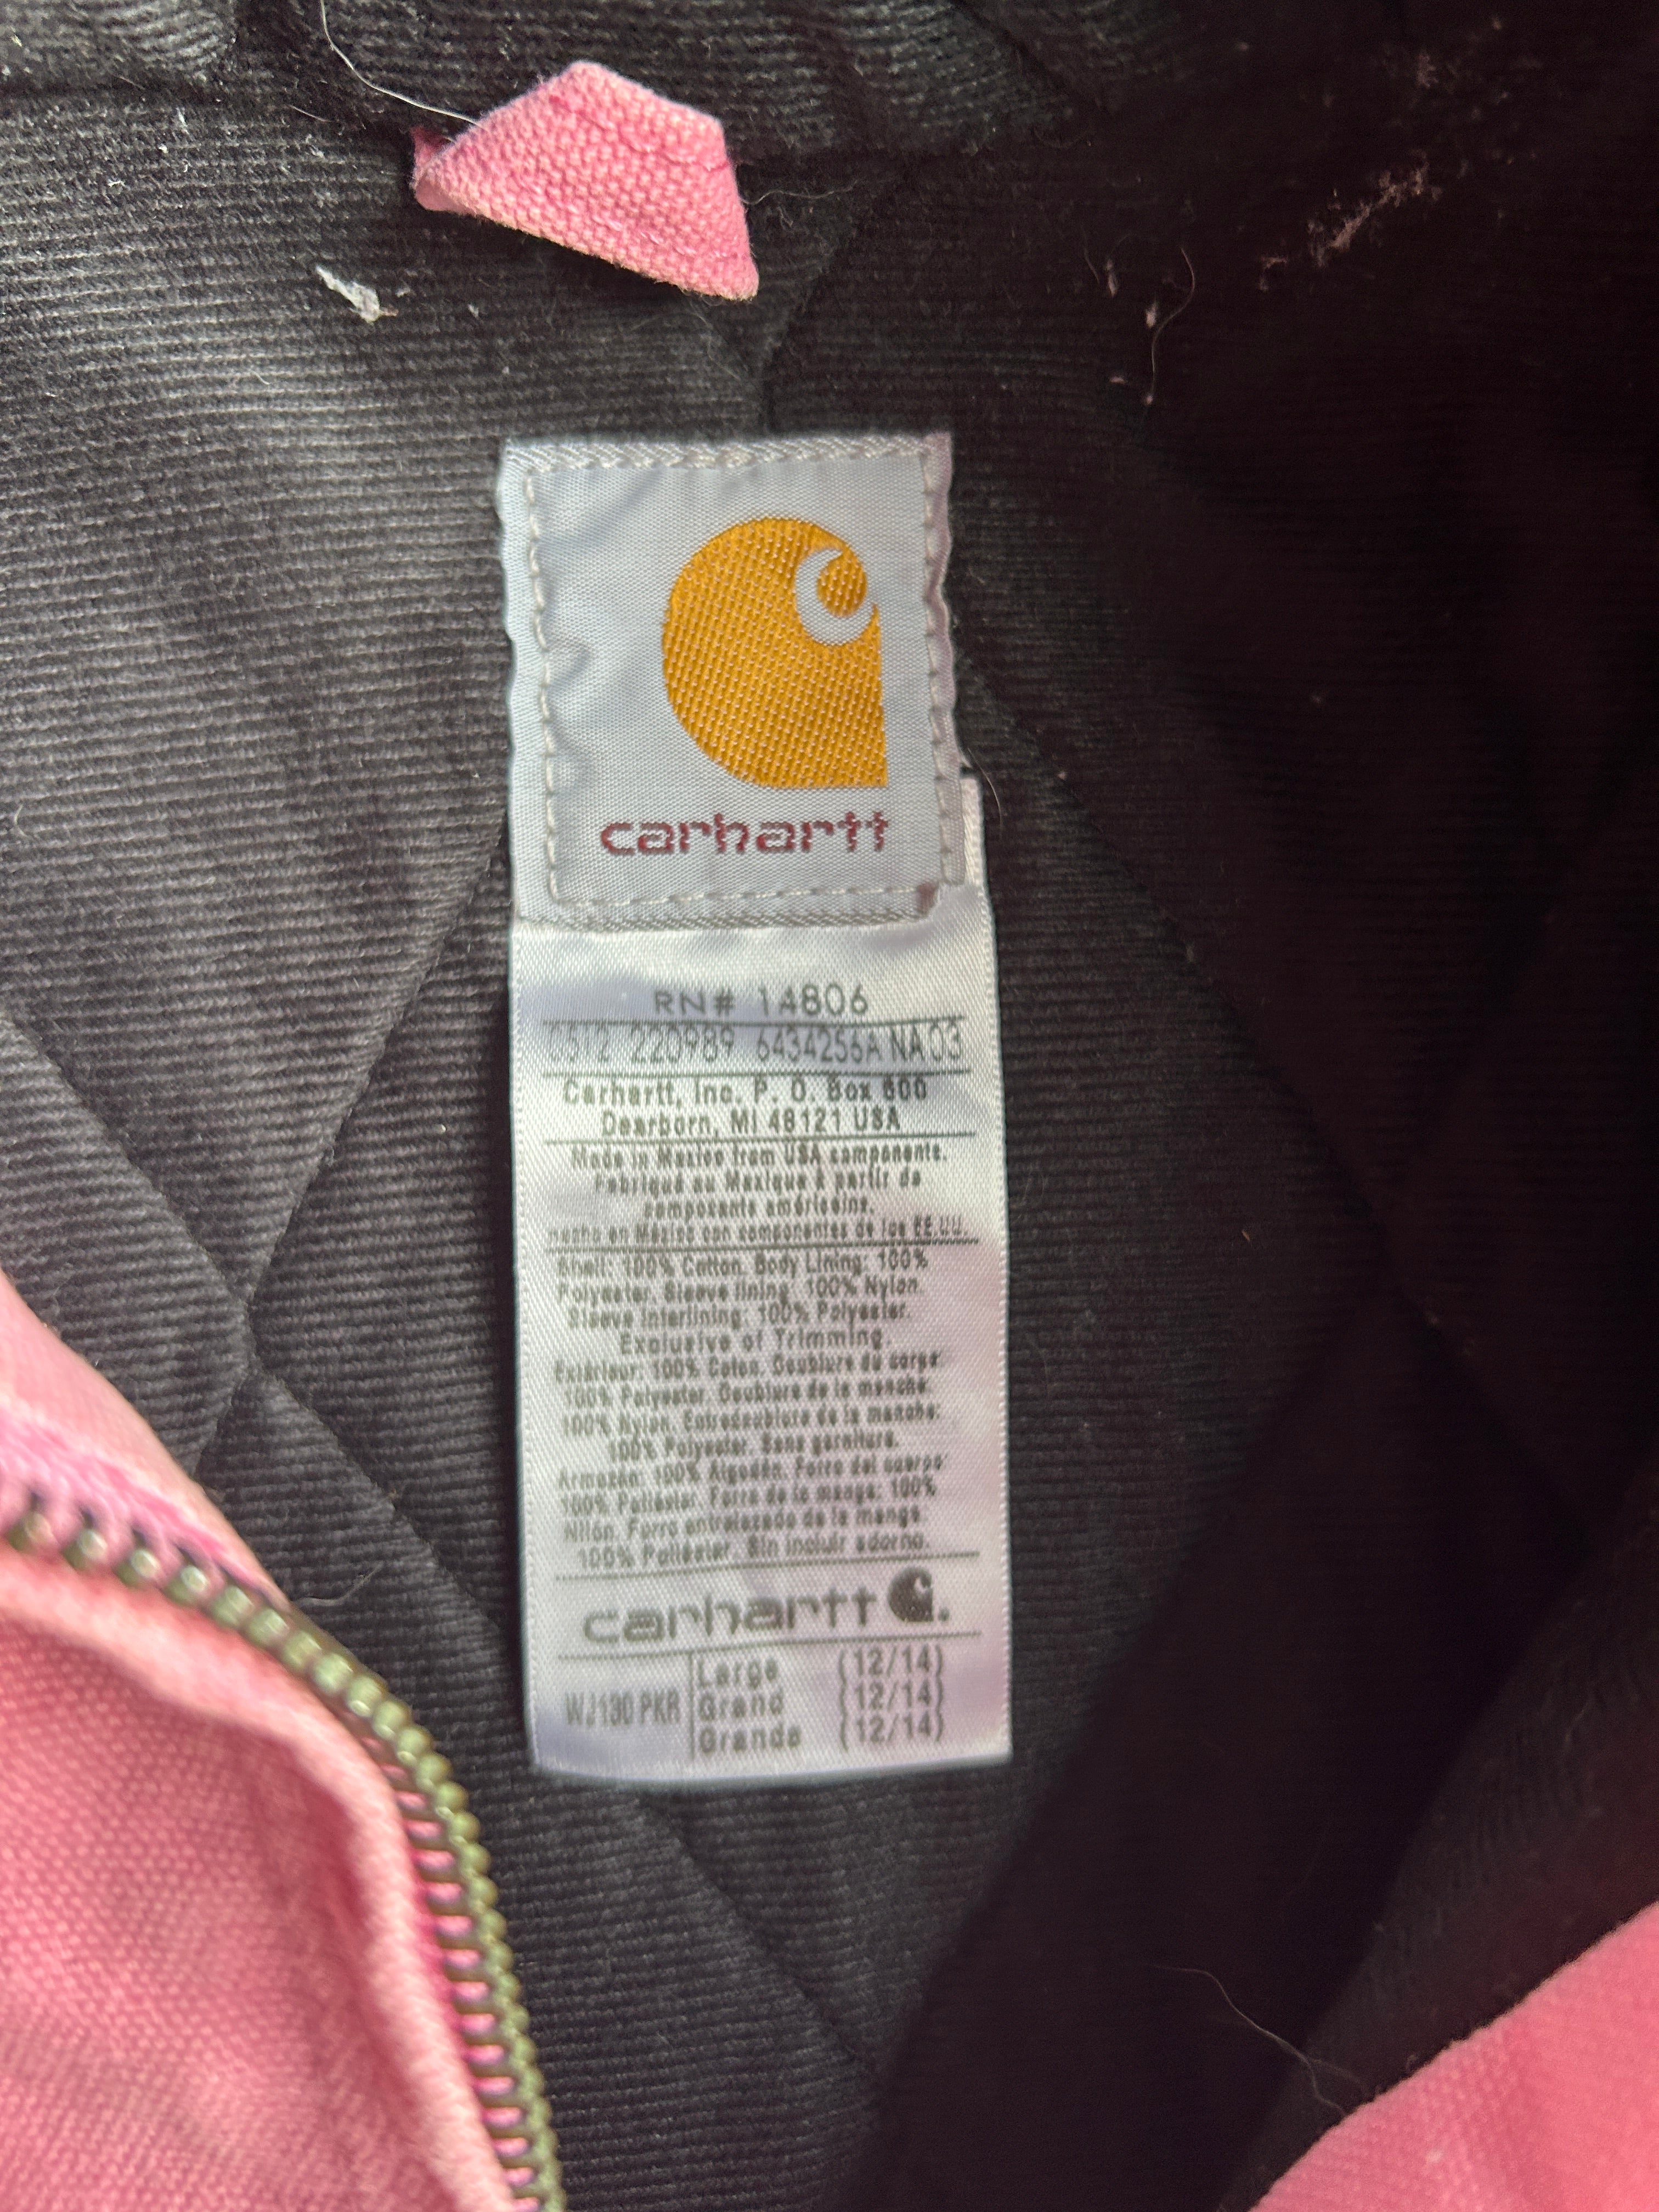 carhartt
RN# 14806
0512 220989 6434256A NA03
Carhartt, Inc. P. O. Box 600
Dearborn, MI 48121 USA
Made in Mexico from USA components.
Fabriqué au Mexique à partir de
composants américains.
Hecho en México con componentes de los EE.UU.
Shell: 100% Cotton. Body Lining: 100%
Polyester. Sleeve lining: 100% Nylon.
Sleeve Interlining: 100% Polyester.
Exclusive of Trimming.
Extérieur: 100% Coton. Doublure du corps:
100% Polyester. Doublure de la manche:
100% Nylon. Entredoublure de la manche:
100% Polyester. Sans garniture.
Armazón: 100% Algodón. Forro del cuerpo:
100% Poliéster. Forro de la manga: 100%
Nilón. Forro entrelazado de la manga:
100% Poliéster. Sin incluir adorno.
carhartt
WJ130 PKR
Large (12/14)
Grand (12/14)
Grande (12/14)